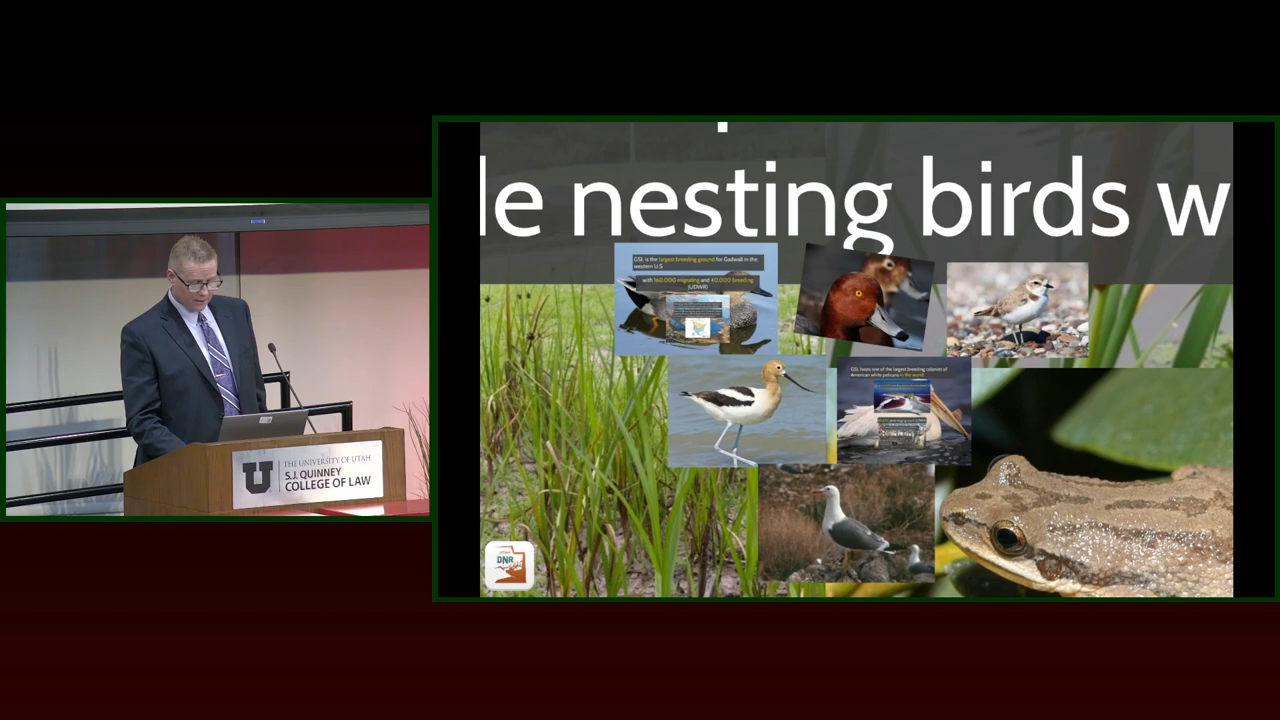 THE UNIVERSITY OF UTAH
S.J. QUINNEY
COLLEGE OF LAW
le nesting birds w
GSL is the largest breeding ground for Gadwall in the
western U.S
with 160,000 migrating and 40,000 breeding
(UDWR)
GSL hosts one of the largest breeding colonies of
American white pelicans in the world
UTAH
DNR